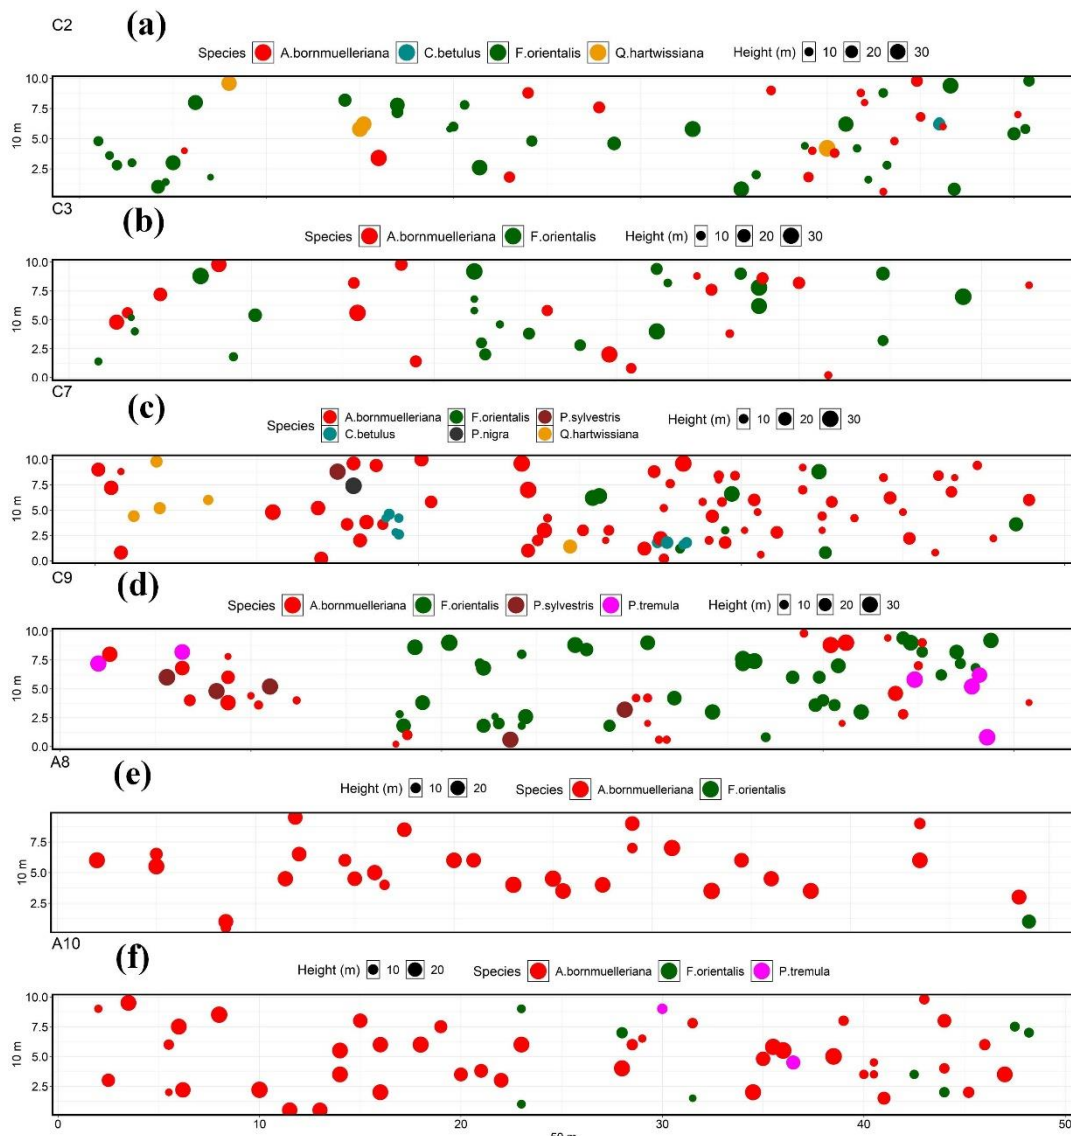 C2
(a)
Species A.bornmuelleriana C.betulus F.orientalis Q.hartwissiana Height (m) 10 20 30
10.0
7.5
5.0
2.5
10 m
C3
(b)
Species A.bornmuelleriana F.orientalis Height (m) 10 20 30
10.0
7.5
5.0
2.5
0.0
10 m
C7
(c)
Species A.bornmuelleriana F.orientalis P.sylvestris Height (m) 10 20 30
C.betulus P.nigra Q.hartwissiana
10.0
7.5
5.0
2.5
0.0
10 m
C9
(d)
Species A.bornmuelleriana F.orientalis P.sylvestris P.tremula Height (m) 10 20 30
10.0
7.5
5.0
2.5
0.0
10 m
A8
(e)
Height (m) 10 20 Species A.bornmuelleriana F.orientalis
7.5
5.0
2.5
10 m
0 10 20 30 40 50
A10
(f)
Height (m) 10 20 Species A.bornmuelleriana F.orientalis P.tremula
10.0
7.5
5.0
2.5
10 m
0 10 20 30 40 50
50 m